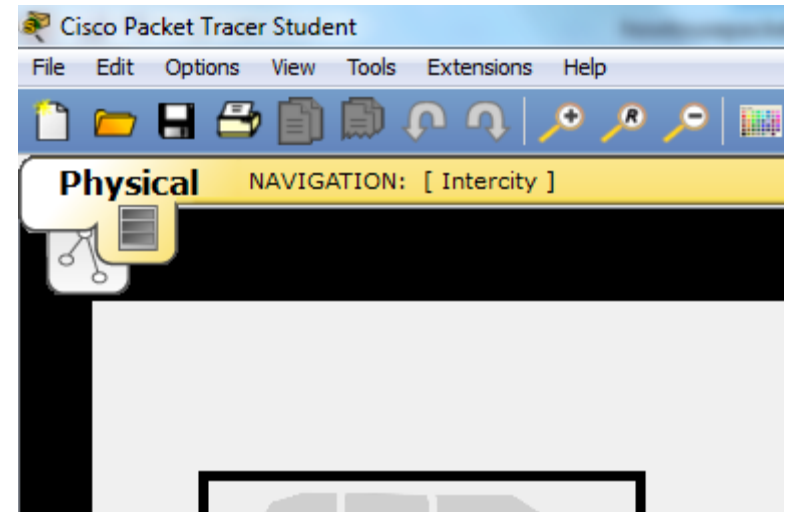 Cisco Packet Tracer Student
File Edit Options View Tools Extensions Help
R
Physical NAVIGATION: [ Intercity ]